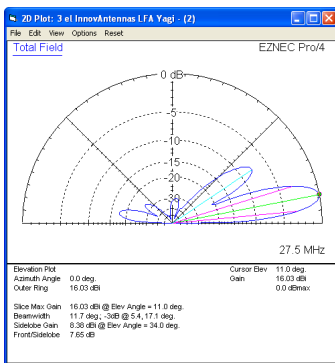 2D Plot: 3 el InnovAntennas LFA Yagi - (2)
File Edit View Options Reset
Total Field
EZNEC Pro/4
0 dB
-5
-10
-15
-20
-30
27.5 MHz
Elevation Plot
Cursor Elev 11.0 deg.
Azimuth Angle 0.0 deg.
Gain 16.03 dBi
Outer Ring 16.03 dBi
0.0 dBmax
Slice Max Gain 16.03 dBi @ Elev Angle = 11.0 deg.
Beamwidth 11.7 deg.; -3dB @ 5.4, 17.1 deg.
Sidelobe Gain 8.38 dBi @ Elev Angle = 34.0 deg.
Front/Sidelobe 7.65 dB